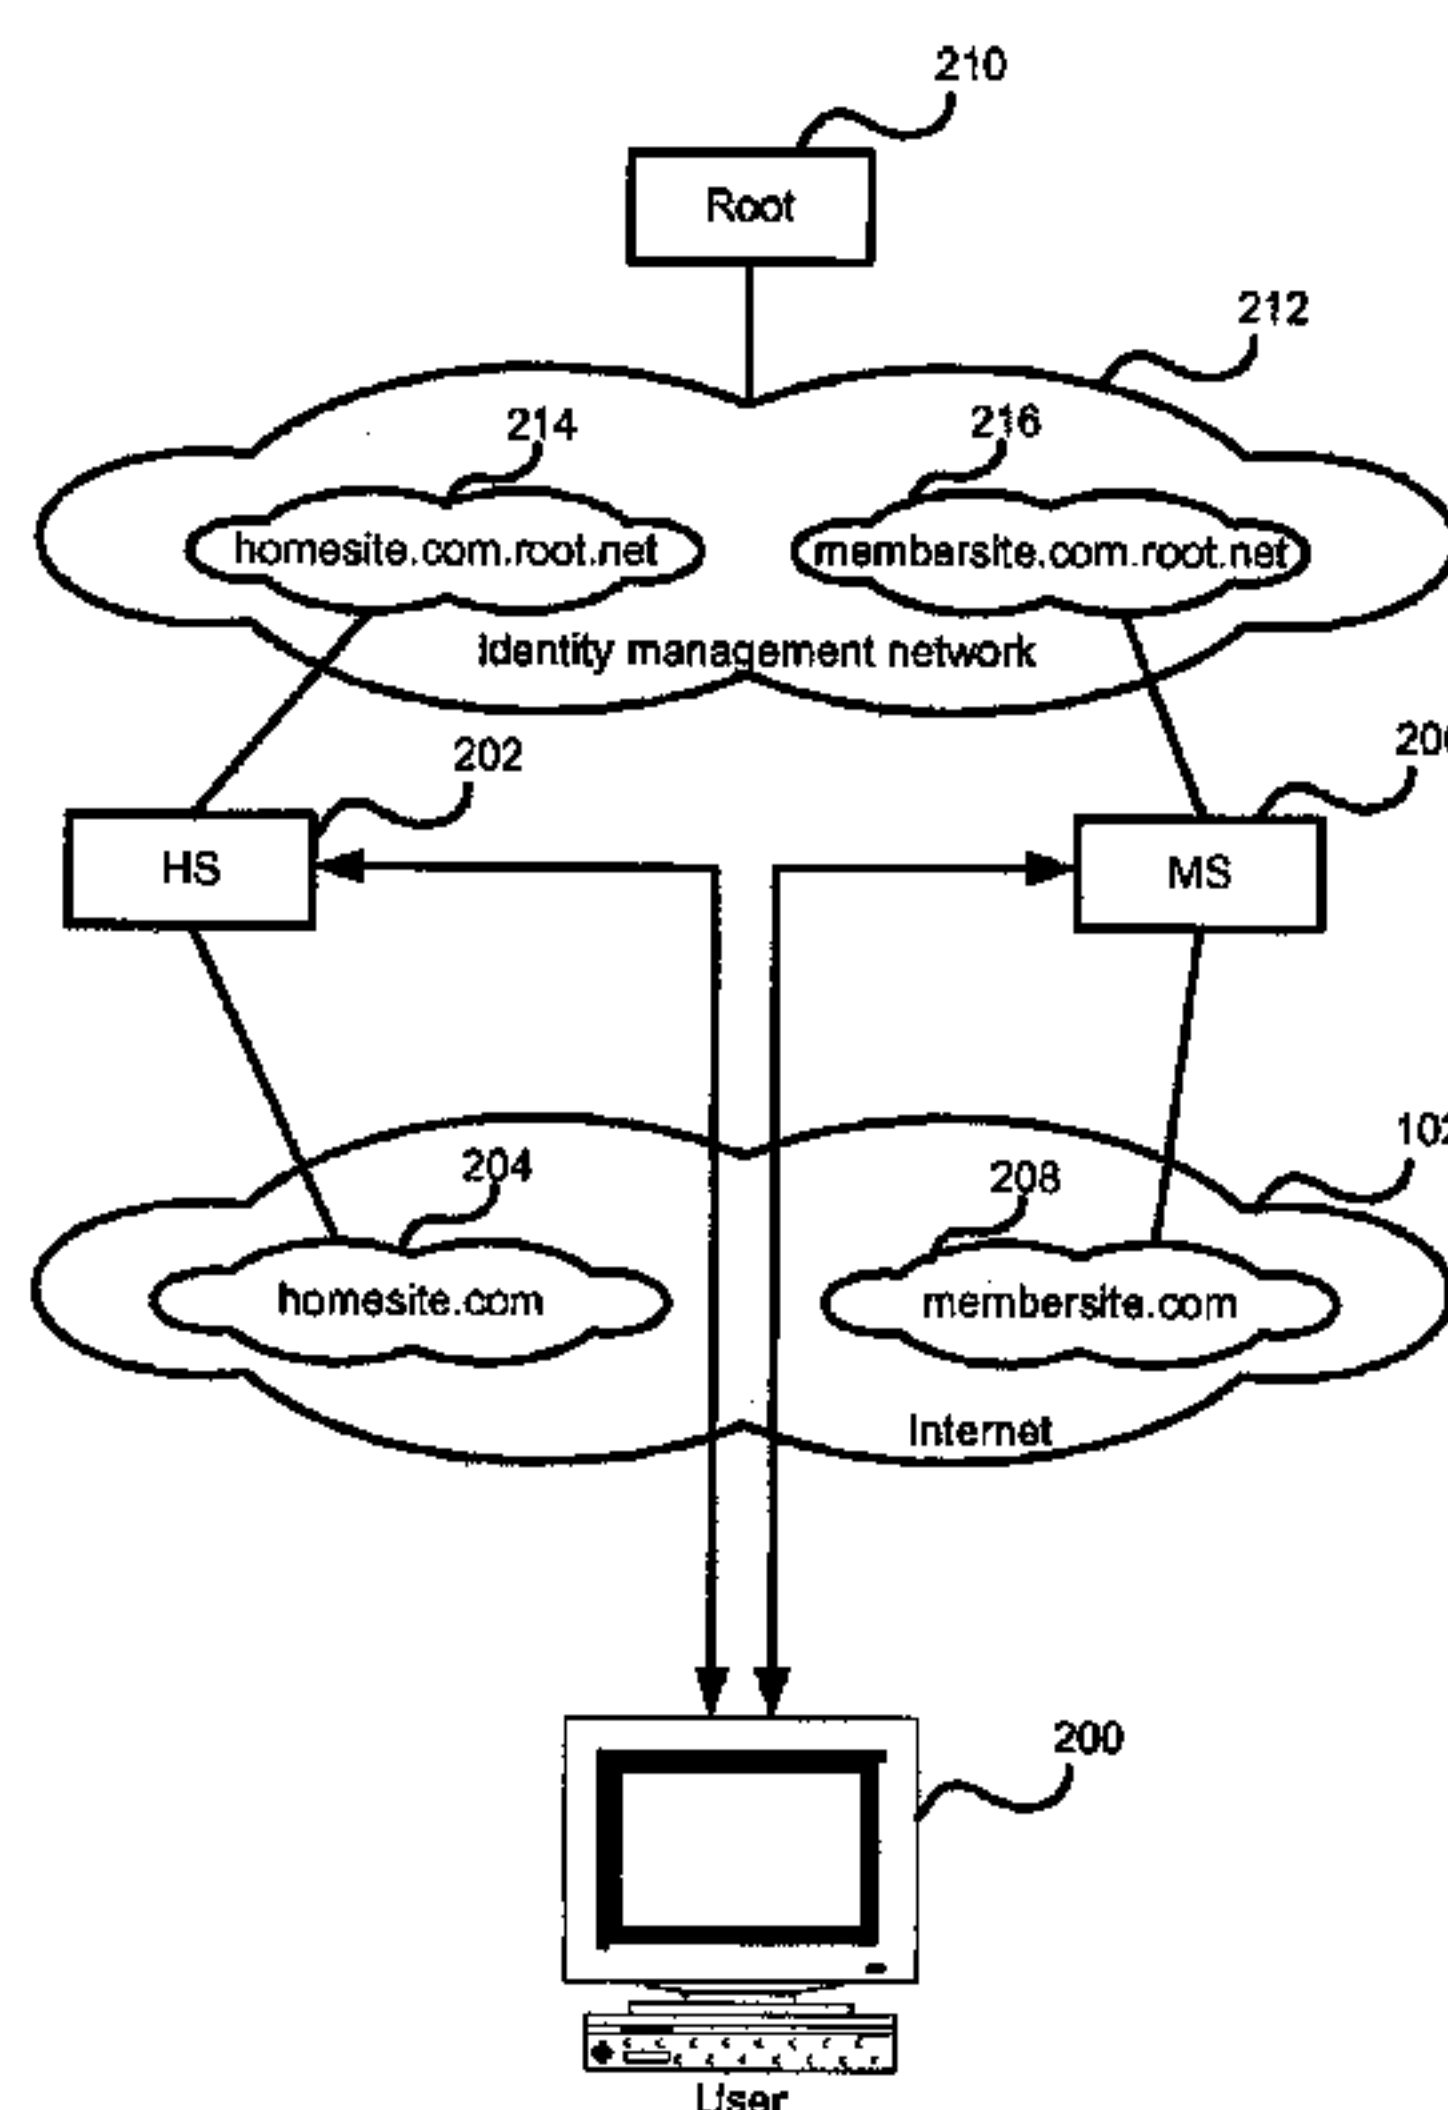 210
Root
212
214
216
homesite.com.root.net
membersite.com.root.net
Identity management network
202
HS
MS
204
208
homesite.com
membersite.com
Internet
200
User